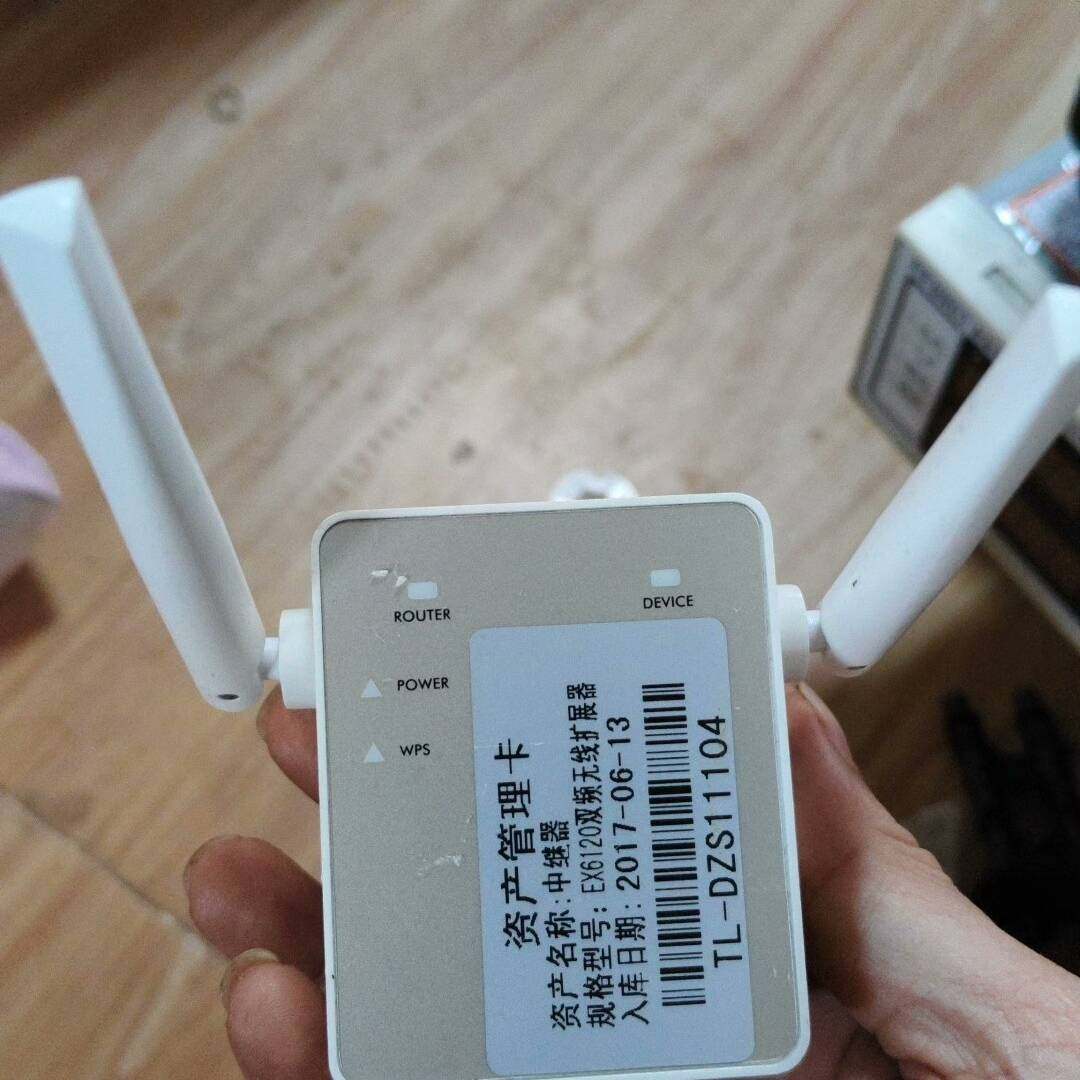 ROUTER
DEVICE
POWER
WPS
资产管理卡
资产名称:中继器
规格型号:EX6120双频无线扩展器
入库日期:2017-06-13
TL-DZS11104